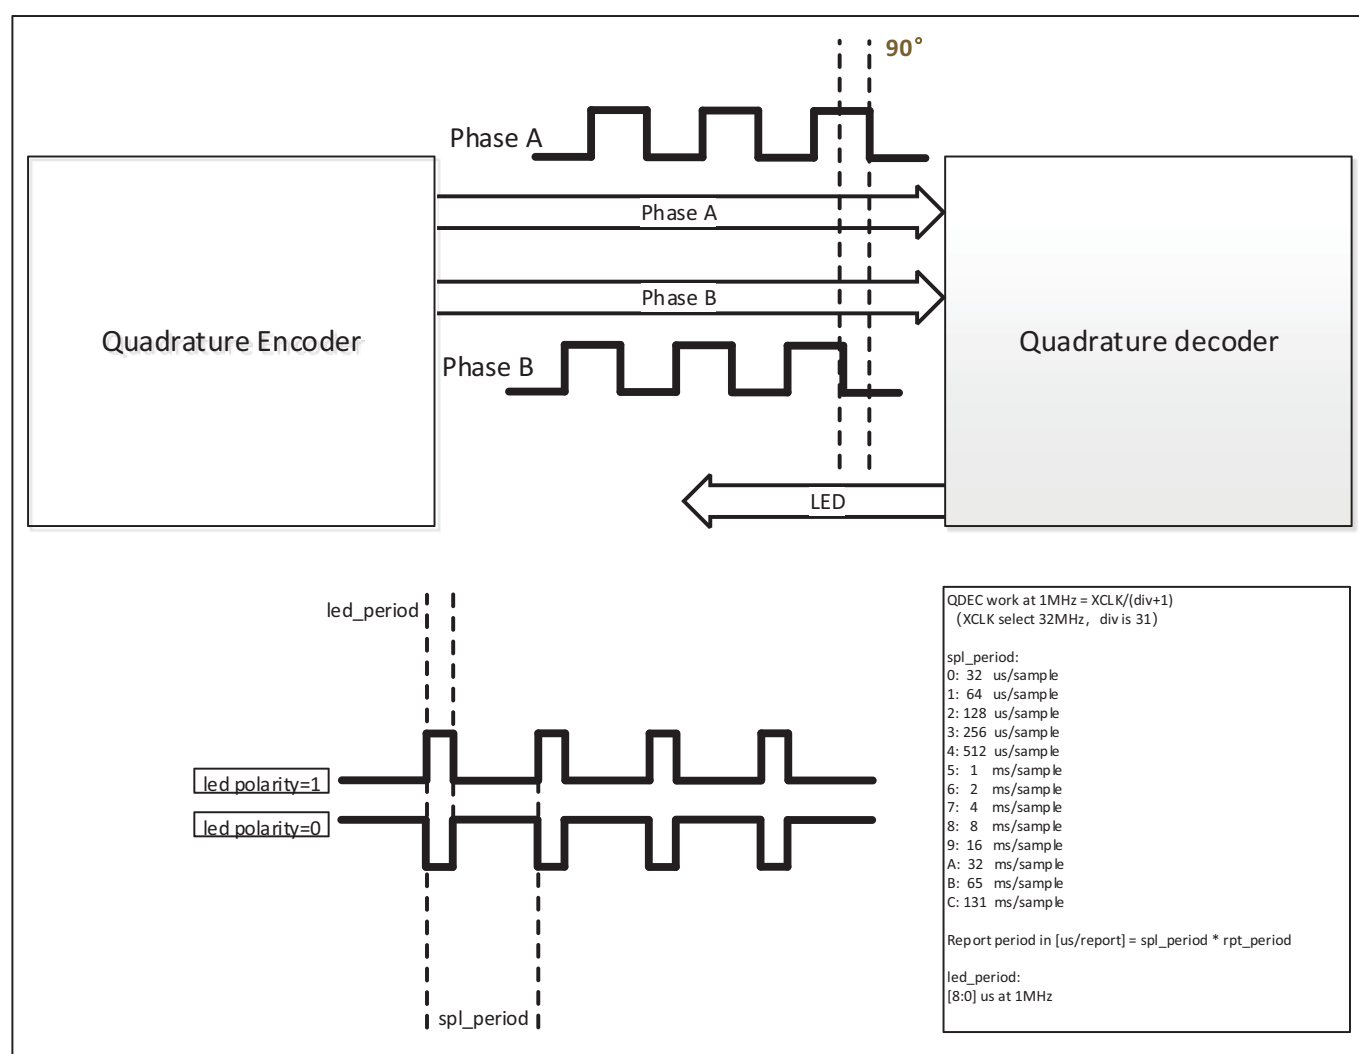 90°
Phase A
Phase A
Phase B
Quadrature Encoder
Quadrature decoder
Phase B
LED
led_period
led polarity=1
led polarity=0
spl_period
QDEC work at 1MHz = XCLK/(div+1)
(XCLK select 32MHz, div is 31)
spl_period:
0: 32 us/sample
1: 64 us/sample
2: 128 us/sample
3: 256 us/sample
4: 512 us/sample
5: 1 ms/sample
6: 2 ms/sample
7: 4 ms/sample
8: 8 ms/sample
9: 16 ms/sample
A: 32 ms/sample
B: 65 ms/sample
C: 131 ms/sample
Report period in [us/report] = spl_period * rpt_period
led_period:
[8:0] us at 1MHz